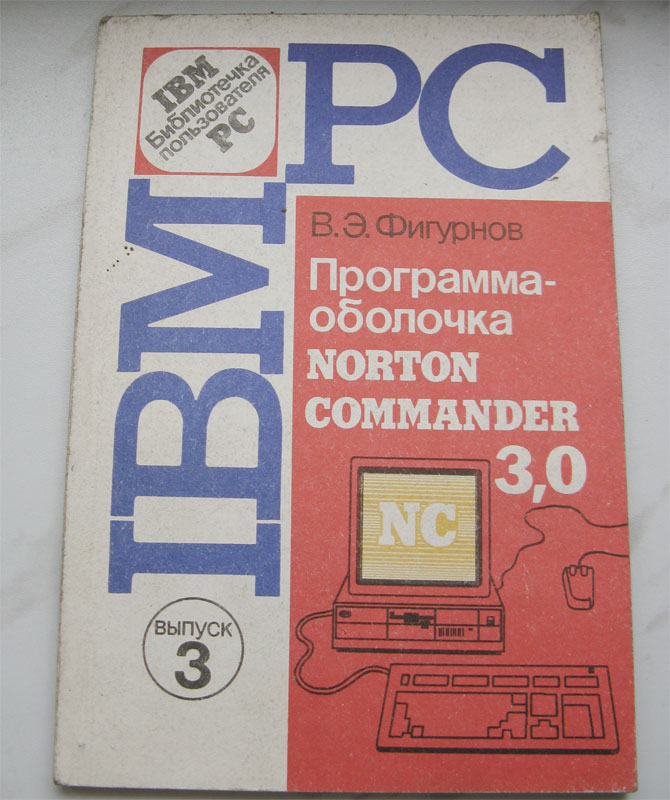 IBM
Библиотечка
пользователя
PC
IBM PC
В.Э. Фигурнов
Программа-
оболочка
NORTON
COMMANDER
3,0
NC
ВЫПУСК
3